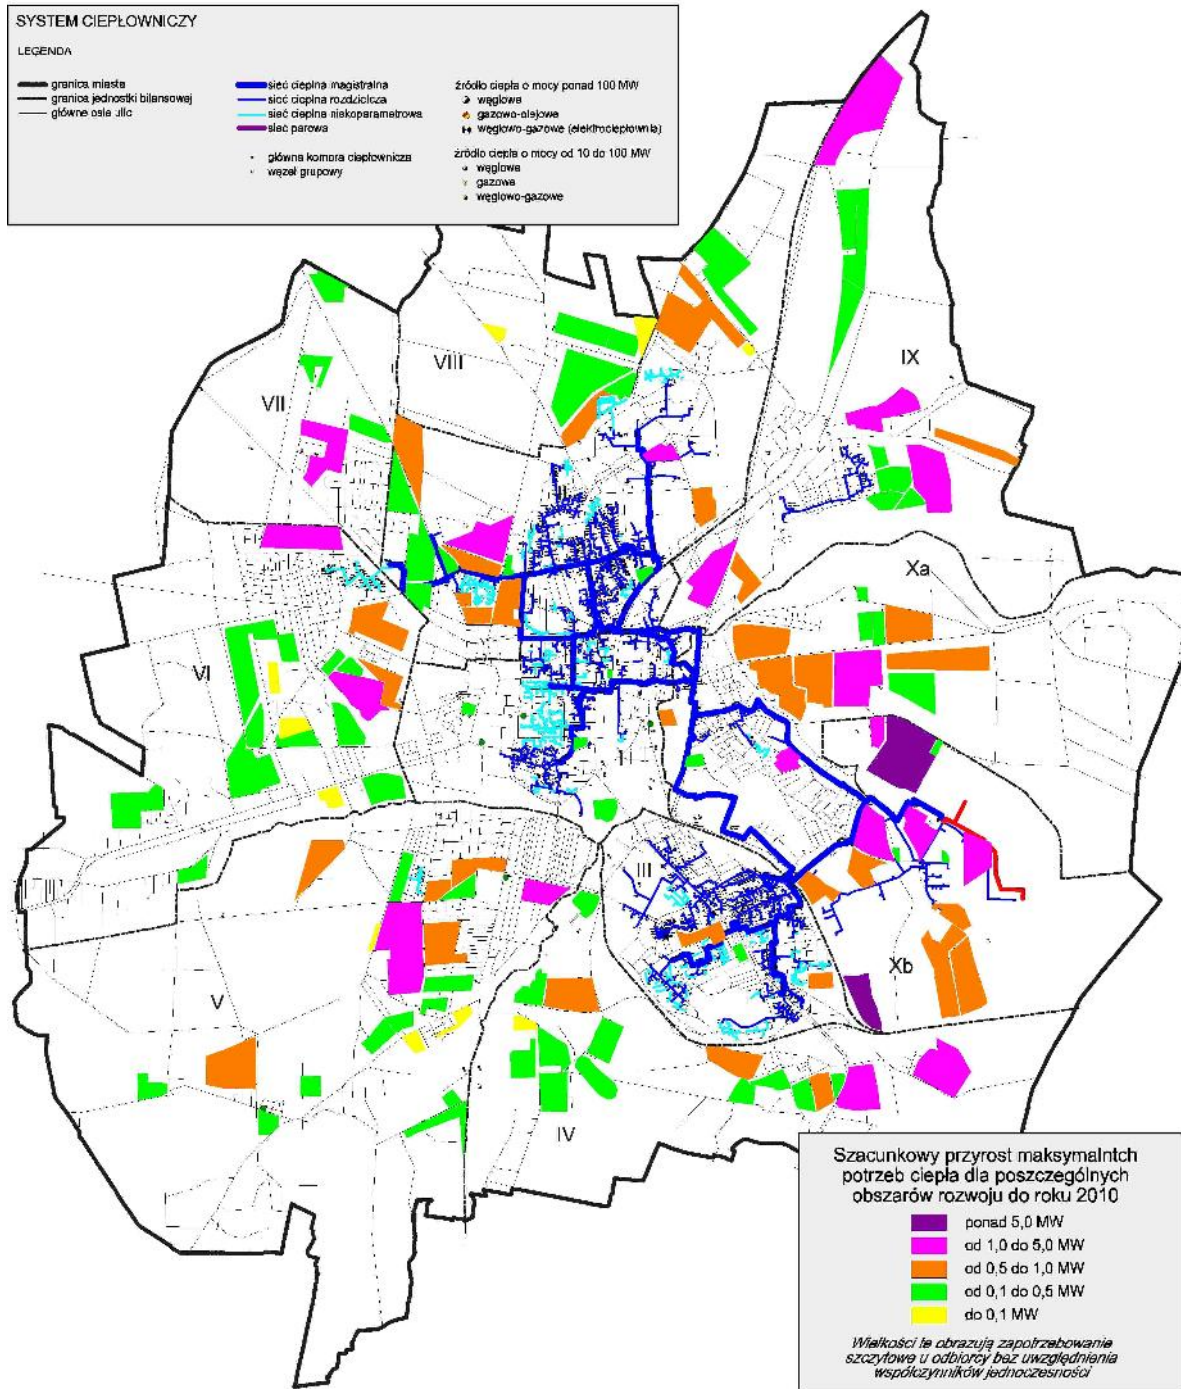 SYSTEM CIEPŁOWNICZY
LEGENDA
granica miasta
granica jednostki bilansowej
główne osie ulic
sieć cieplna magistralna
sieć cieplna rozdzielcza
sieć cieplna niskoparametrowa
sieć parowa
główna komora ciepłownicza
węzeł grupowy
źródło ciepła o mocy ponad 100 MW
węglowe
gazowo-olejowe
węglowo-gazowe (elektrociepłownia)
źródło ciepła o mocy od 10 do 100 MW
węglowe
gazowe
węglowo-gazowe
VIII
IX
VII
II
Xa
VI
III
Xb
V
IV
Szacunkowy przyrost maksymalntch
potrzeb ciepła dla poszczególnych
obszarów rozwoju do roku 2010
ponad 5,0 MW
od 1,0 do 5,0 MW
od 0,5 do 1,0 MW
od 0,1 do 0,5 MW
do 0,1 MW
Wielkości te obrazują zapotrzebowanie
szczytowe u odbiorcy bez uwzględnienia
współczynników jednoczesności